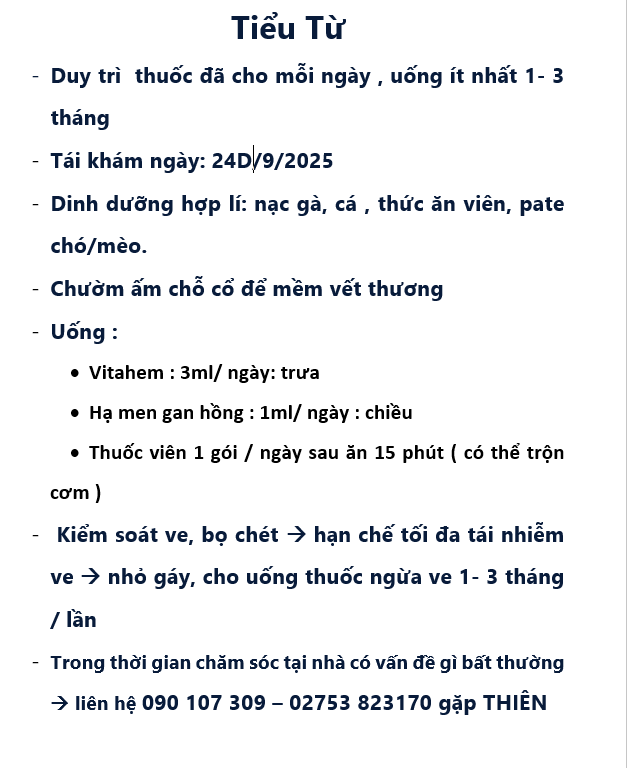 Tiểu Từ
- Duy trì thuốc đã cho mỗi ngày , uống ít nhất 1- 3
tháng
- Tái khám ngày: 24D/9/2025
- Dinh dưỡng hợp lí: nạc gà, cá , thức ăn viên, pate
chó/mèo.
- Chườm ấm chỗ cổ để mềm vết thương
- Uống :
• Vitahem : 3ml/ ngày: trưa
• Hạ men gan hồng : 1ml/ ngày : chiều
• Thuốc viên 1 gói / ngày sau ăn 15 phút ( có thể trộn
cơm )
- Kiểm soát ve, bọ chét → hạn chế tối đa tái nhiễm
ve → nhỏ gáy, cho uống thuốc ngừa ve 1- 3 tháng
/ lần
- Trong thời gian chăm sóc tại nhà có vấn đề gì bất thường
→ liên hệ 090 107 309 – 02753 823170 gặp THIÊN